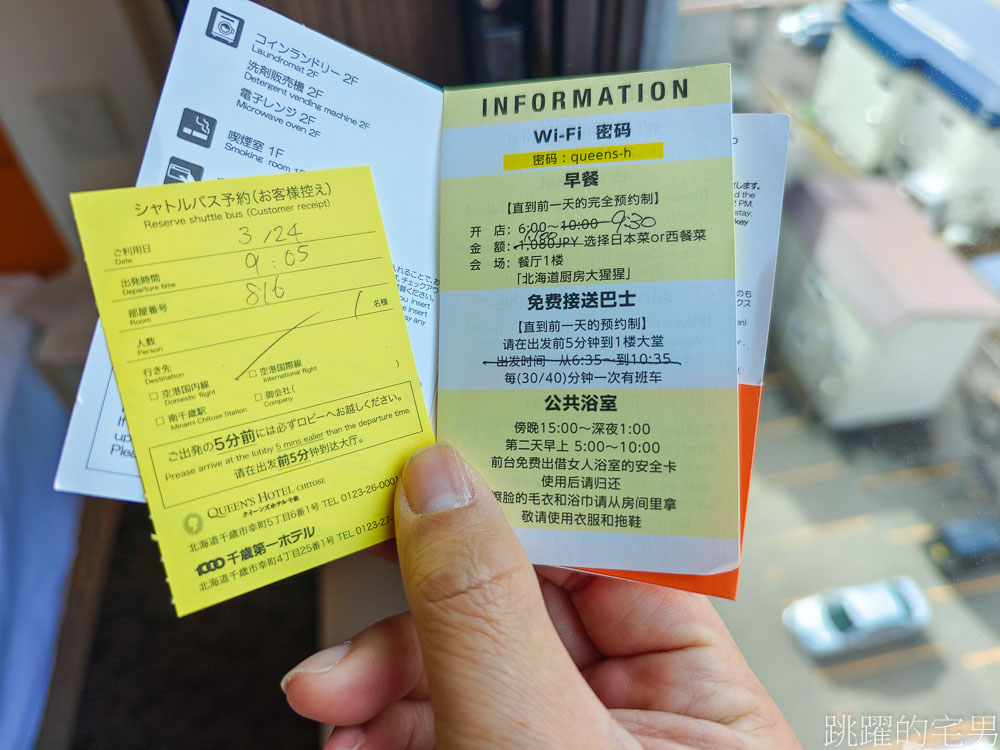 コインランドリー 2F
Laundromat 2F
洗剤販売機 2F
Detergent vending machine 2F
電子レンジ 2F
Microwave oven 2F
喫煙室 1F
Smoking room 1F
シャトルバス予約(お客様控え)
Reserve shuttle bus (Customer receipt)
ご利用日
Date
3/24
出発時間
Departure time
9:05
部屋番号
Room
816
人数
Person
1名様
行き先
Destination
□ 空港国内線 □ 空港国際線
Domestic flight International flight
□ 南千歳駅 □ 御会社( )
Minami Chitose Station Company
ご出発の5分前には必ずロビーへお越しください。
Please arrive at the lobby 5 mins ealier than the departure time.
请在出发前5分钟到达大厅。
QUEEN'S HOTEL CHITOSE
クイーンズホテル千歳
北海道千歳市幸町5丁目6番1号 TEL 0123-26-0001
1000 千歳第一ホテル
北海道千歳市幸町4丁目25番1号 TEL 0123-27
INFORMATION
Wi-Fi 密码
密码:queens-h
早餐
【直到前一天的完全预约制】
开 店:6:00~10:00 9:30
金 额:1,080JPY 选择日本菜or西餐菜
会 场:餐厅1楼
「北海道厨房大猩猩」
免费接送巴士
【直到前一天的预约制】
请在出发前5分钟到1楼大堂
出发时间 从6:35~到10:35
每(30/40)分钟一次有班车
公共浴室
傍晚15:00~深夜1:00
第二天早上 5:00~10:00
前台免费出借女人浴室的安全卡
使用后请归还
擦脸的毛衣和浴巾请从房间里拿
敬请使用衣服和拖鞋
跳躍的宅男